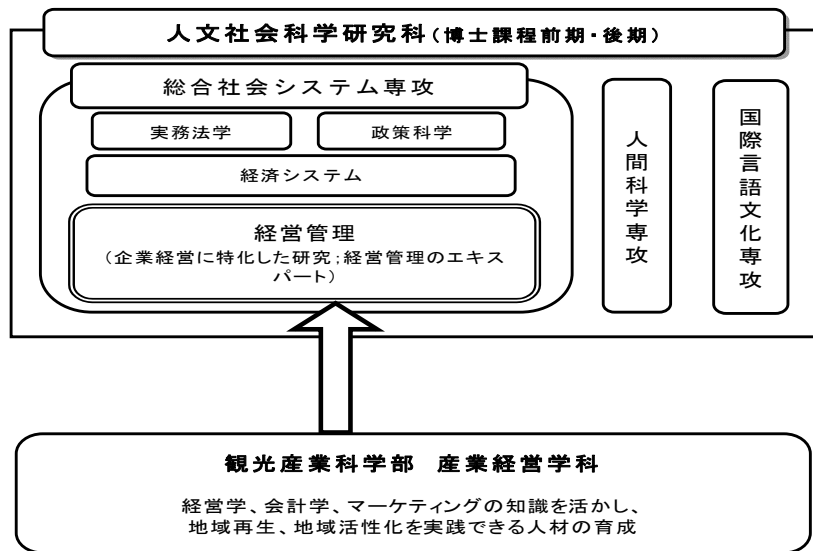 人文社会科学研究科(博士課程前期・後期)
総合社会システム専攻
実務法学
政策科学
経済システム
経営管理
(企業経営に特化した研究;経営管理のエキス
パート)
人間科学専攻
国際言語文化専攻
観光産業科学部 産業経営学科
経営学、会計学、マーケティングの知識を活かし、
地域再生、地域活性化を実践できる人材の育成